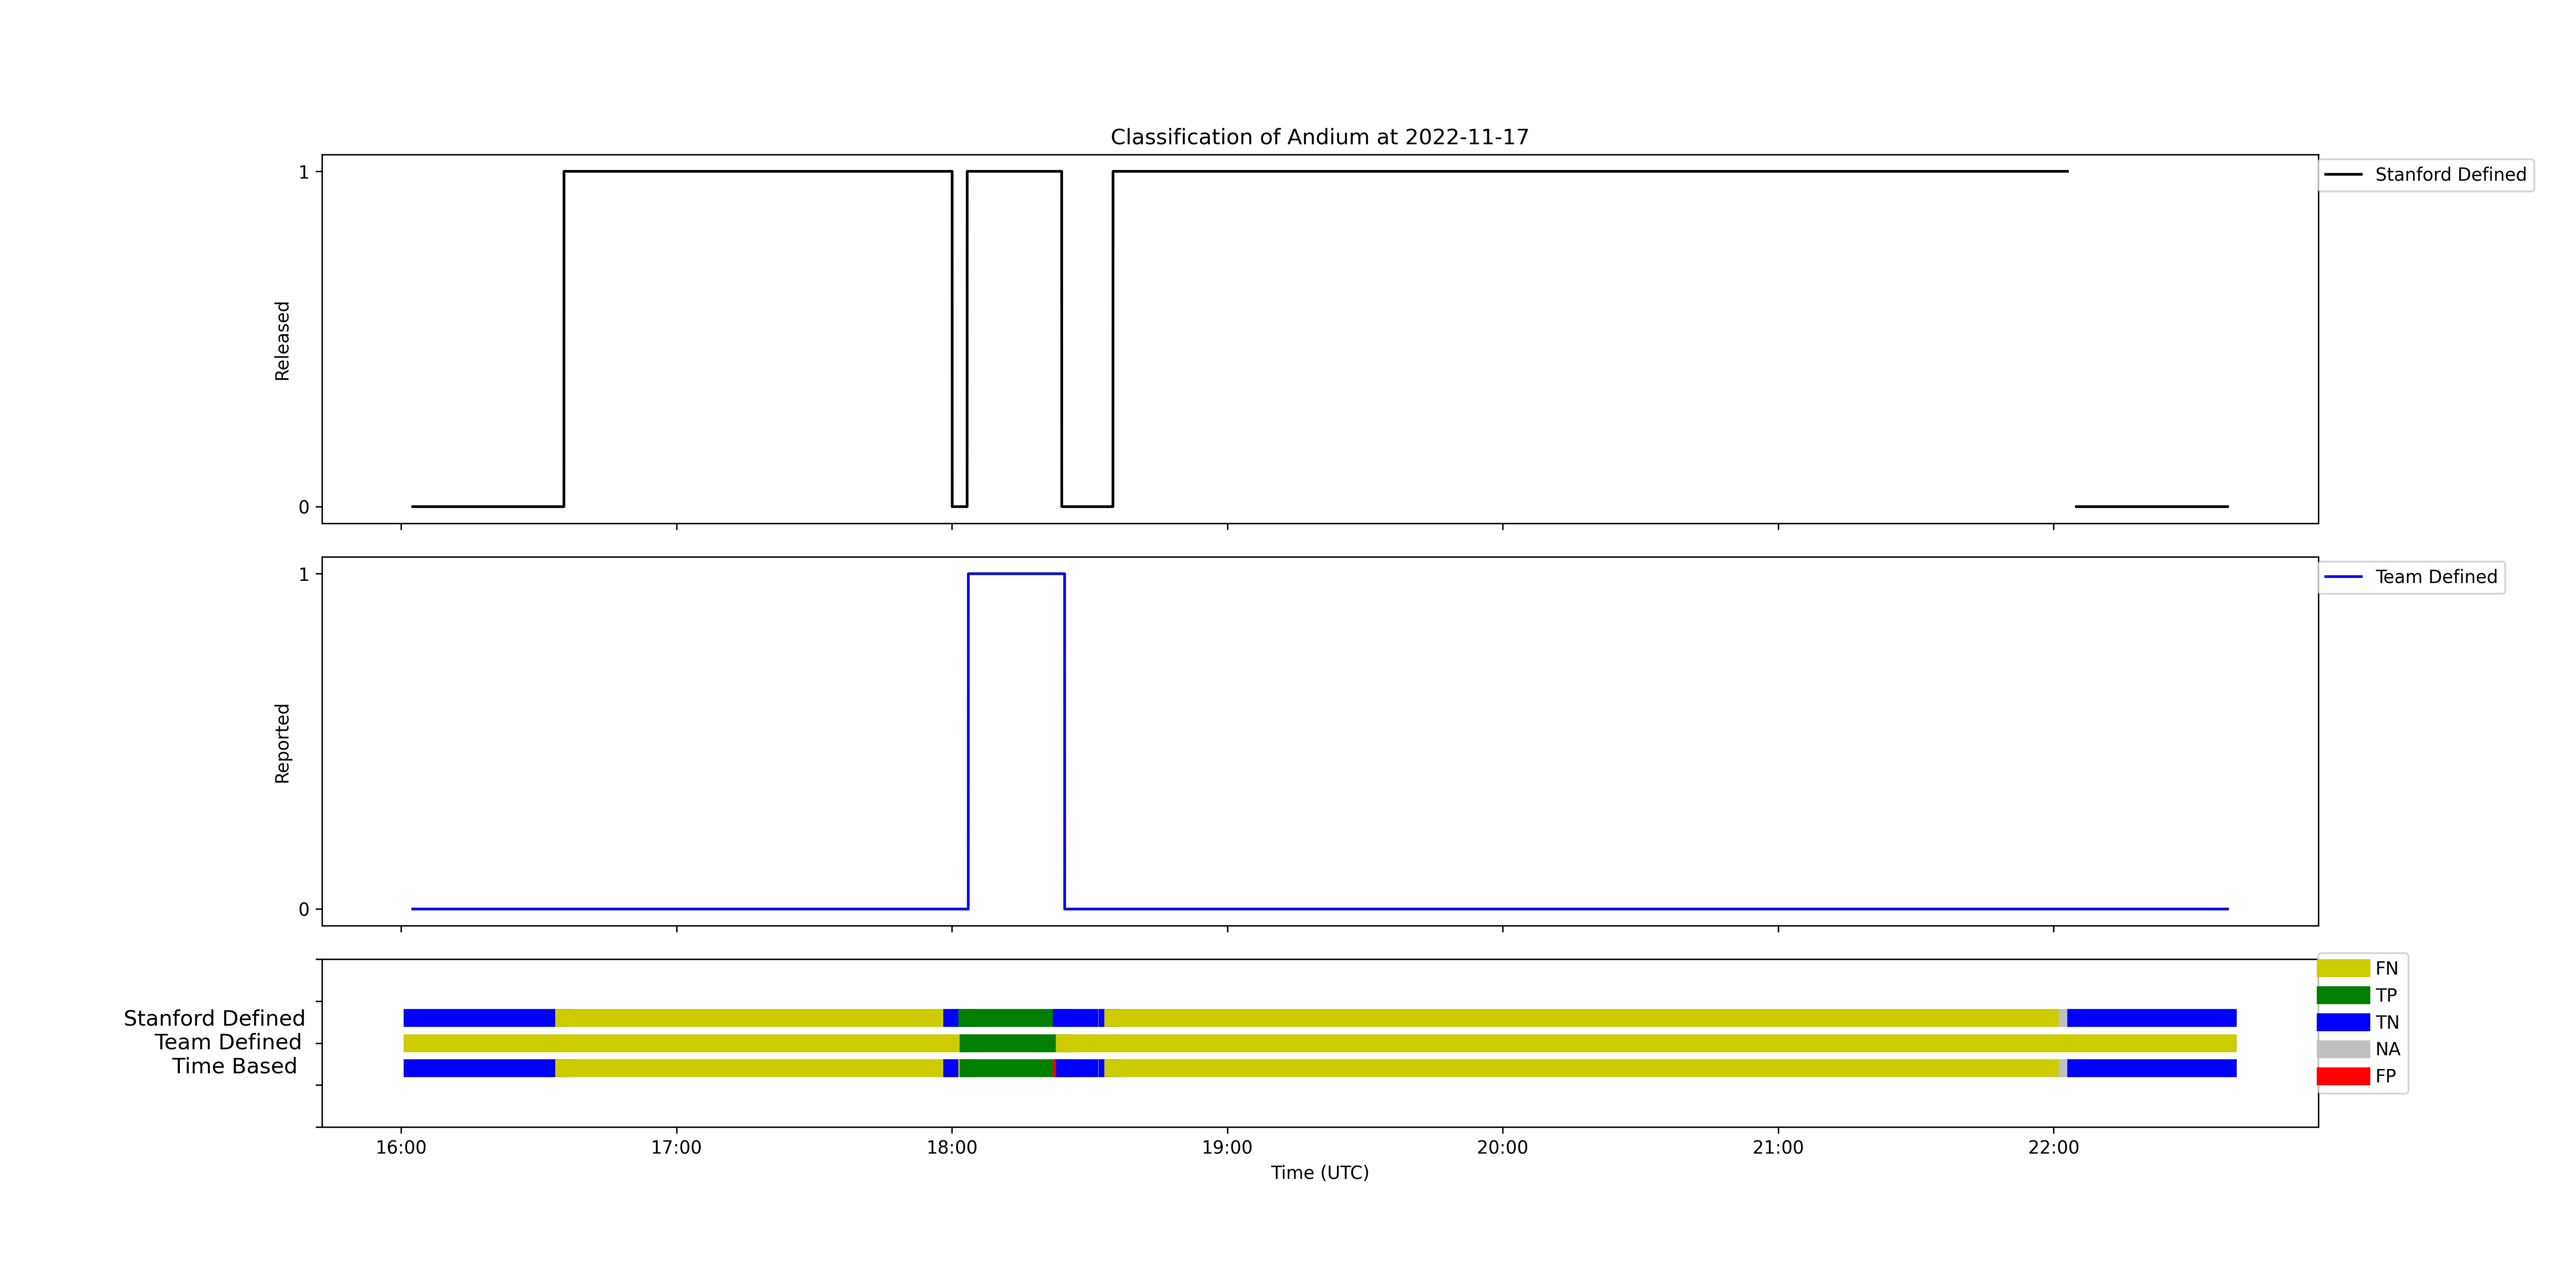 Classification of Andium at 2022-11-17
1
0
Released
Stanford Defined
1
0
Reported
Team Defined
Stanford Defined
Team Defined
Time Based
FN
TP
TN
NA
FP
16:00 17:00 18:00 19:00 20:00 21:00 22:00
Time (UTC)